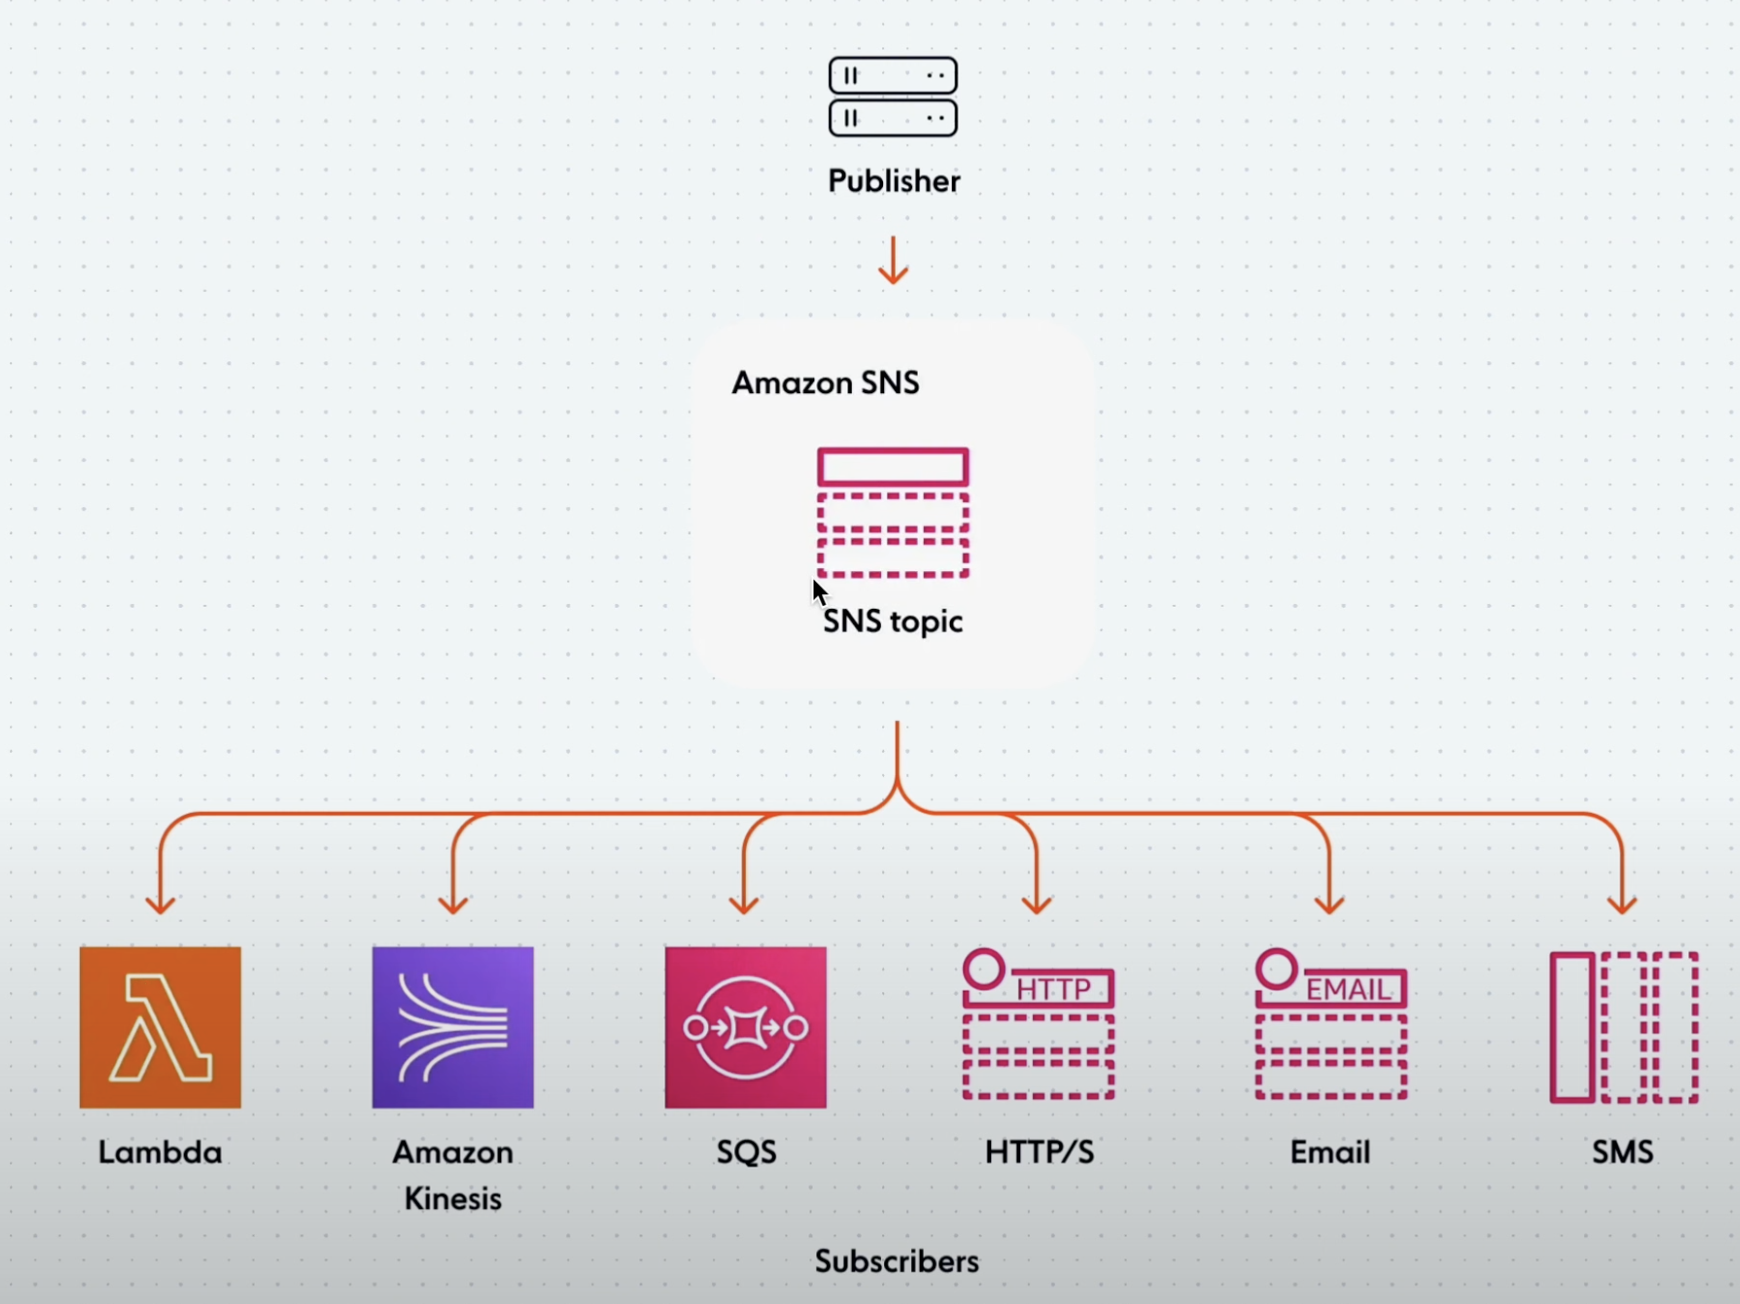 Publisher
Amazon SNS
SNS topic
HTTP
EMAIL
Lambda
Amazon
Kinesis
SQS
HTTP/S
Email
SMS
Subscribers